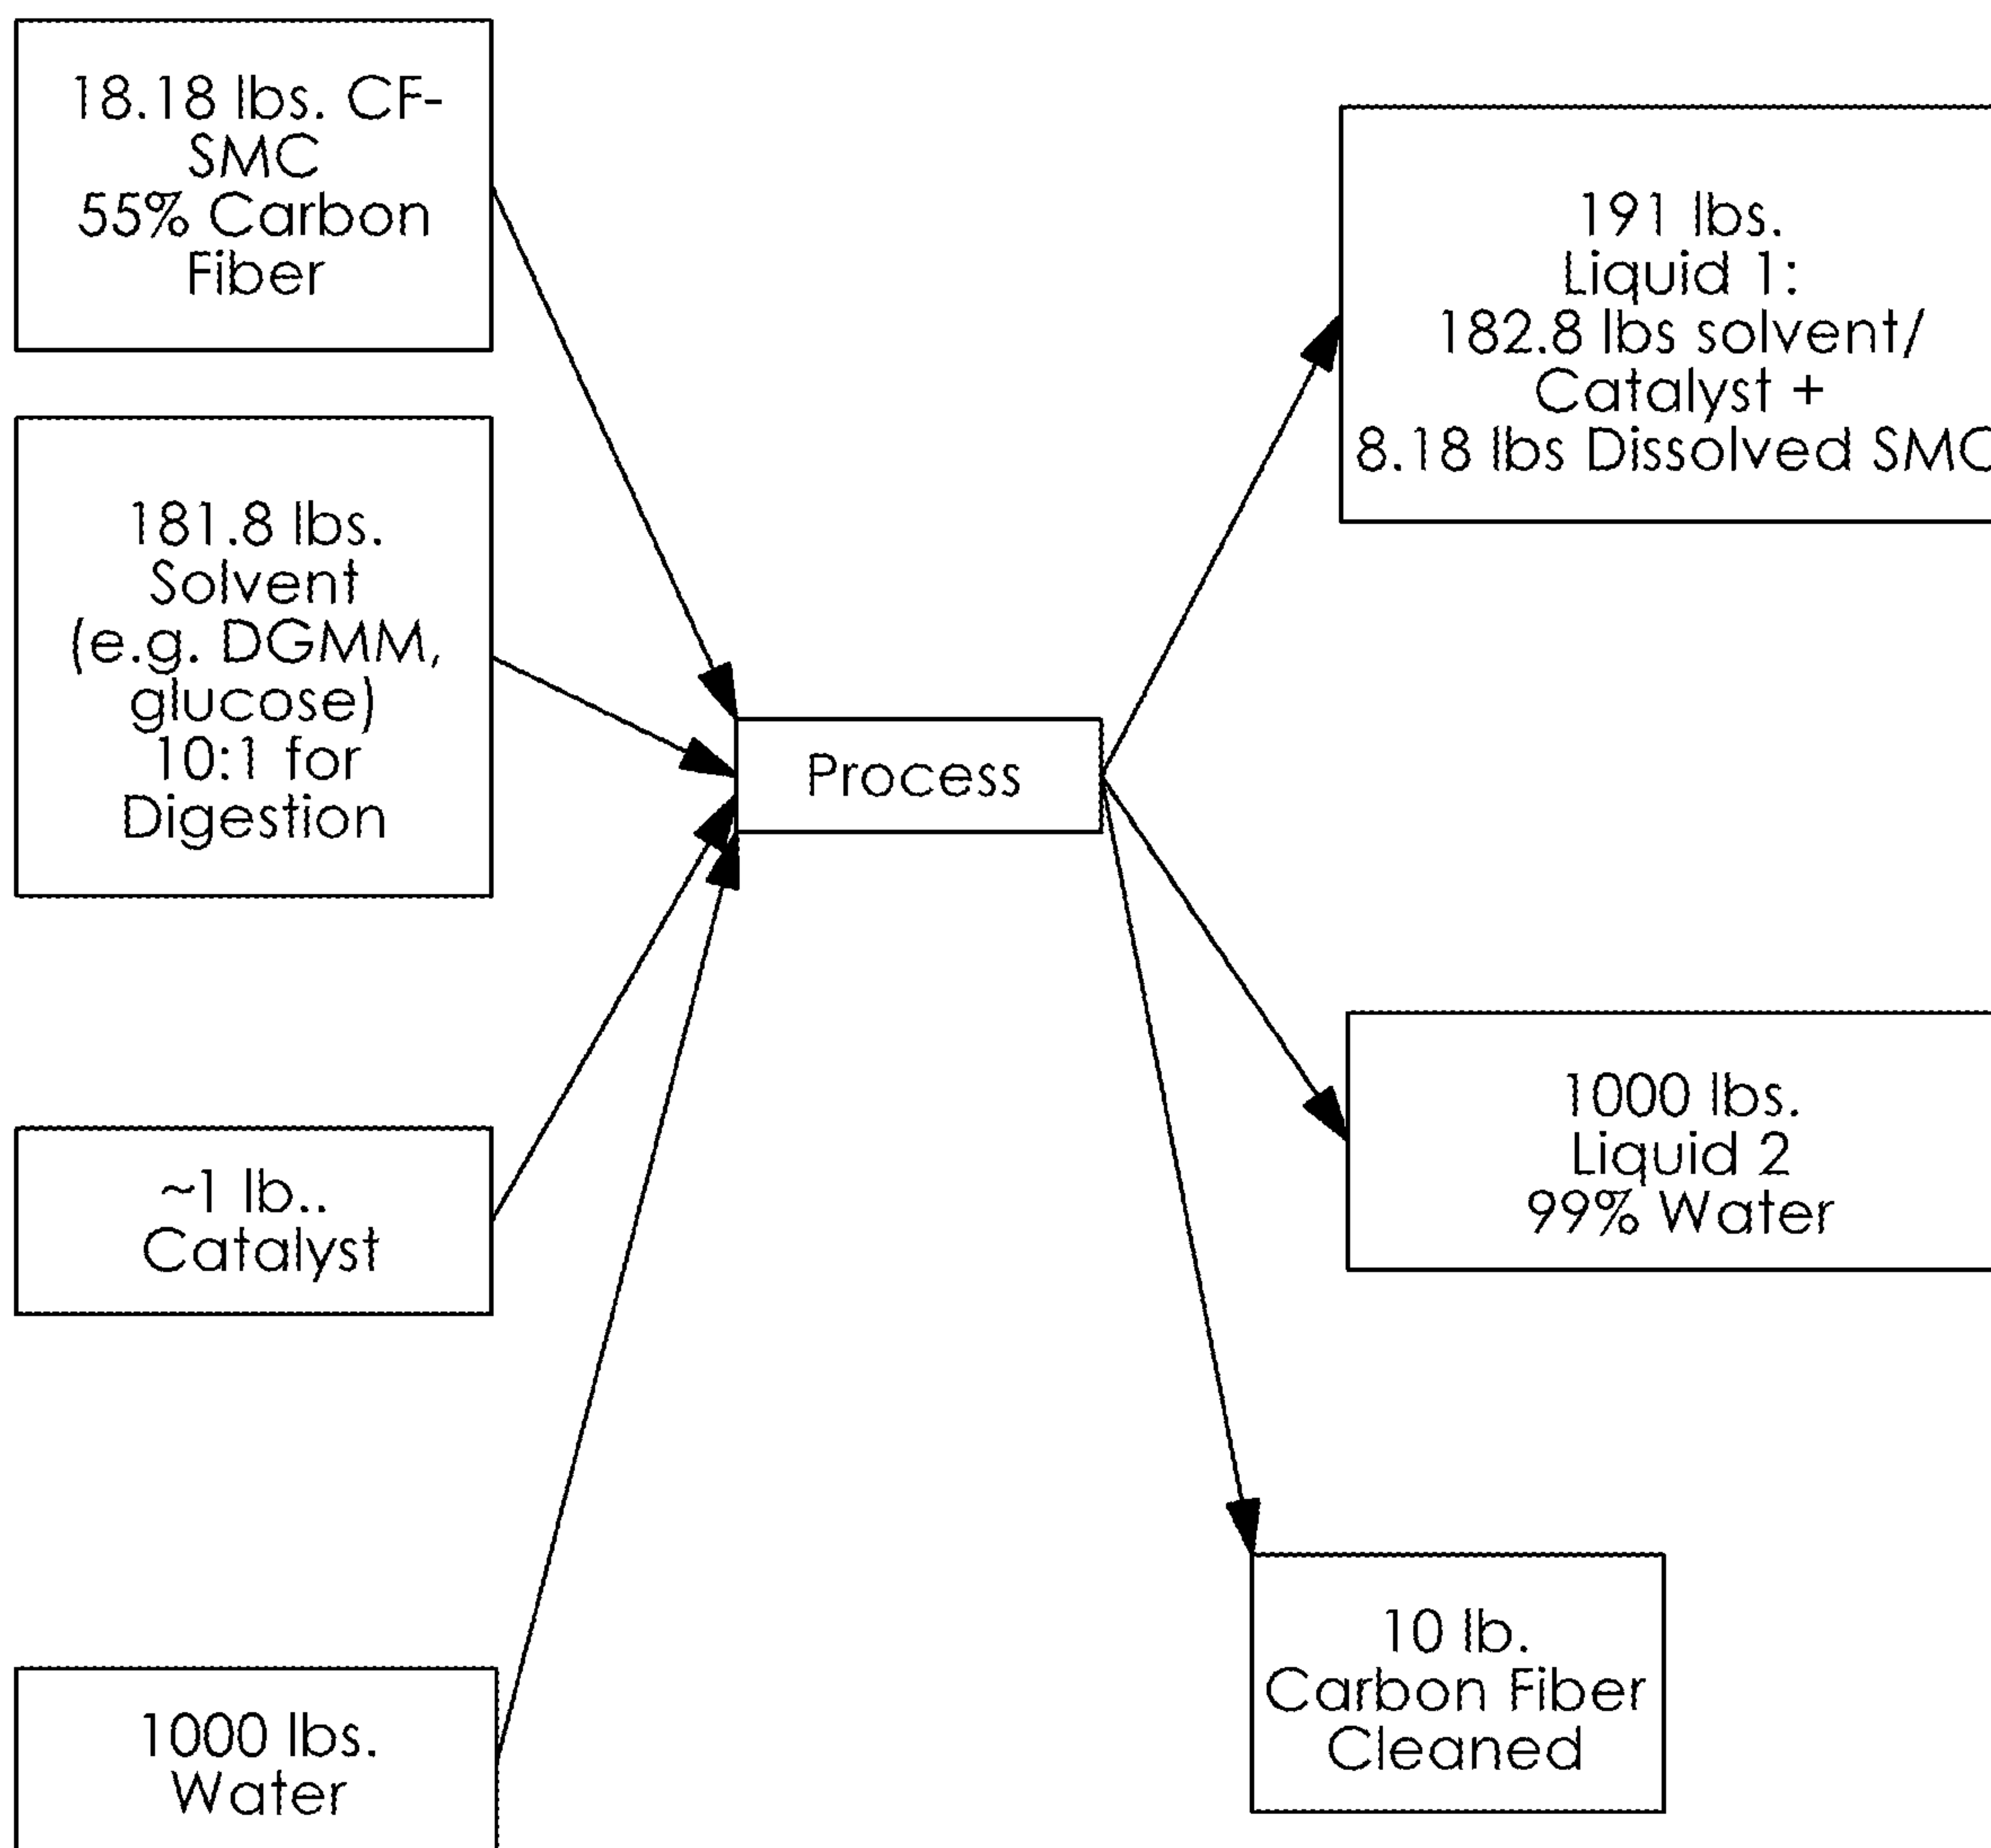 18.18 lbs. CF-
SMC
55% Carbon
Fiber
181.8 lbs.
Solvent
(e.g. DGMM,
glucose)
10:1 for
Digestion
~1 lb..
Catalyst
1000 lbs.
Water
Process
191 lbs.
Liquid 1:
182.8 lbs solvent/
Catalyst +
8.18 lbs Dissolved SMC
1000 lbs.
Liquid 2
99% Water
10 lb.
Carbon Fiber
Cleaned